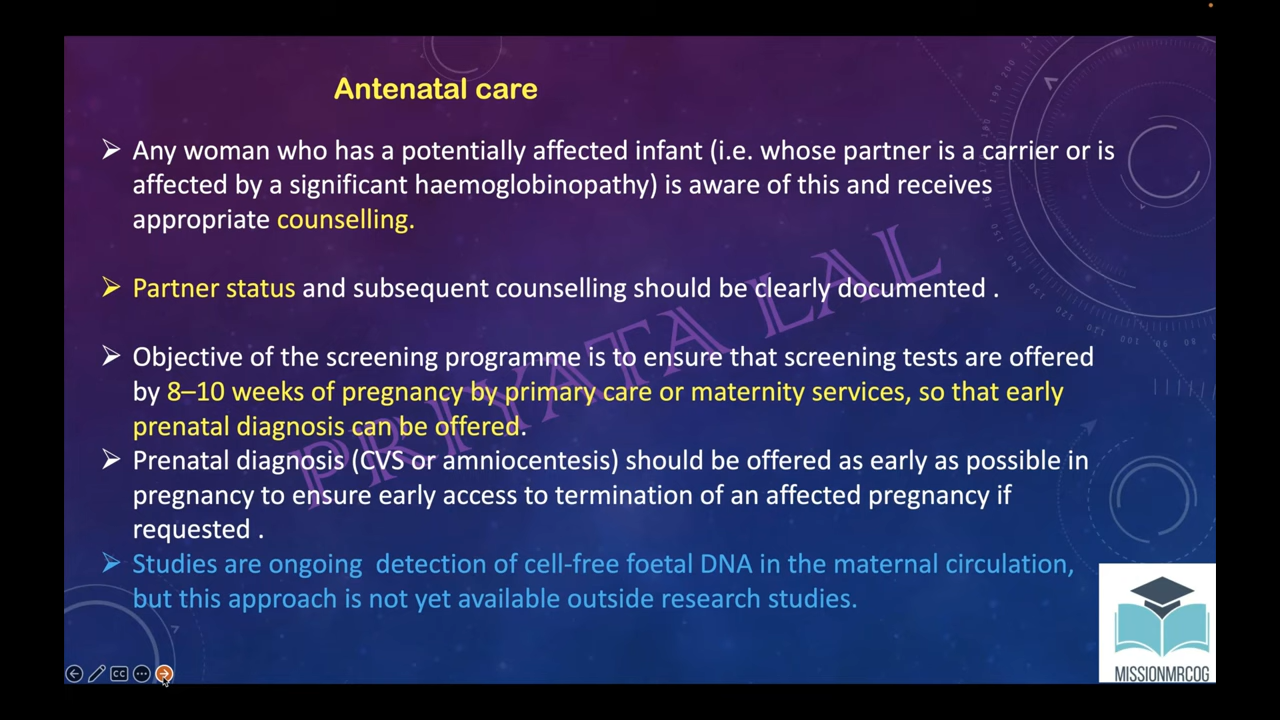 Antenatal care
Any woman who has a potentially affected infant (i.e. whose partner is a carrier or is
affected by a significant haemoglobinopathy) is aware of this and receives
appropriate counselling.
Partner status and subsequent counselling should be clearly documented .
Objective of the screening programme is to ensure that screening tests are offered
by 8–10 weeks of pregnancy by primary care or maternity services, so that early
prenatal diagnosis can be offered.
Prenatal diagnosis (CVS or amniocentesis) should be offered as early as possible in
pregnancy to ensure early access to termination of an affected pregnancy if
requested .
Studies are ongoing  detection of cell-free foetal DNA in the maternal circulation,
but this approach is not yet available outside research studies.
PRIYATA LAL
CC
MISSIONMRCOG